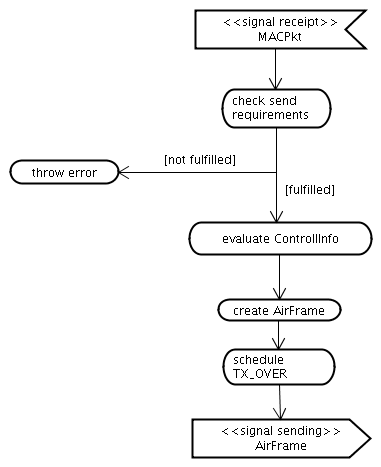 <<signal receipt>>
MACPkt
check send
requirements
[not fulfilled]
throw error
[fulfilled]
evaluate ControllInfo
create AirFrame
schedule
TX_OVER
<<signal sending>>
AirFrame